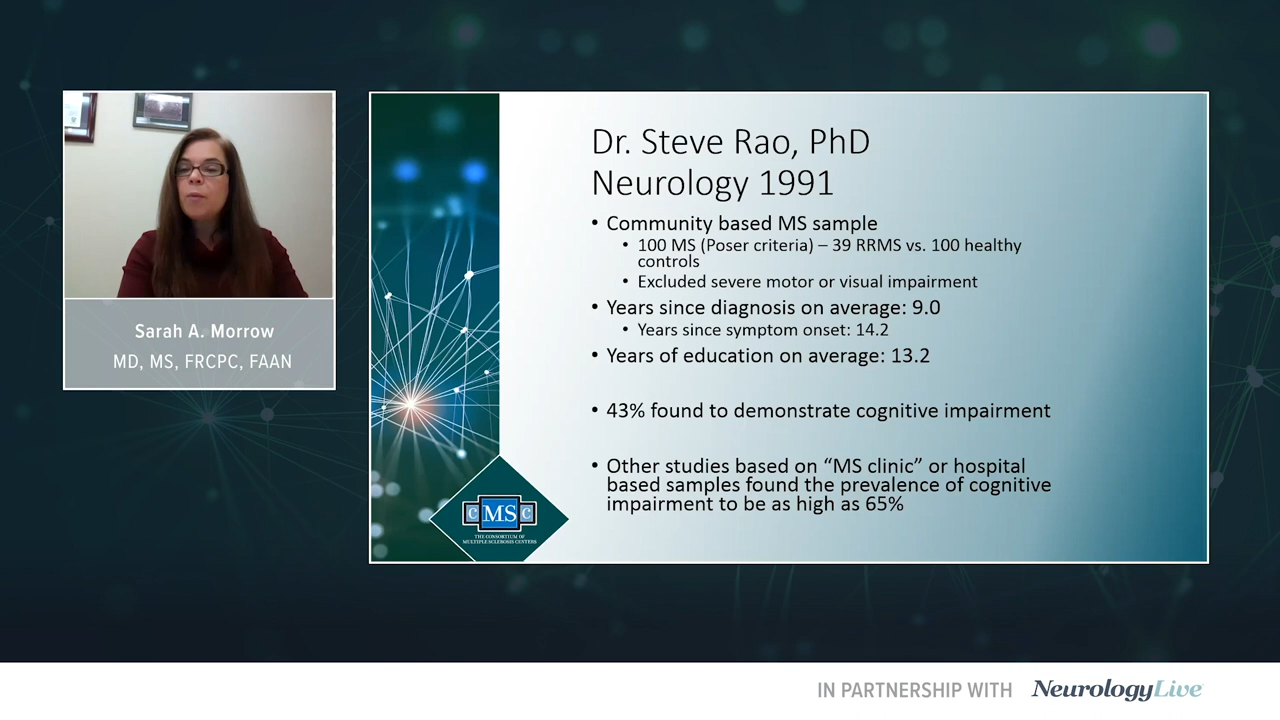 Sarah A. Morrow
MD, MS, FRCPC, FAAN
Dr. Steve Rao, PhD
Neurology 1991
• Community based MS sample
• 100 MS (Poser criteria) – 39 RRMS vs. 100 healthy
controls
• Excluded severe motor or visual impairment
• Years since diagnosis on average: 9.0
• Years since symptom onset: 14.2
• Years of education on average: 13.2
• 43% found to demonstrate cognitive impairment
• Other studies based on “MS clinic” or hospital
based samples found the prevalence of cognitive
impairment to be as high as 65%
CMSC
THE CONSORTIUM OF
MULTIPLE SCLEROSIS CENTERS
IN PARTNERSHIP WITH NeurologyLive